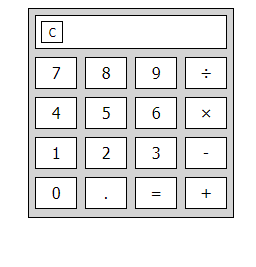 C
7 8 9 ÷
4 5 6 ×
1 2 3 -
0 . = +